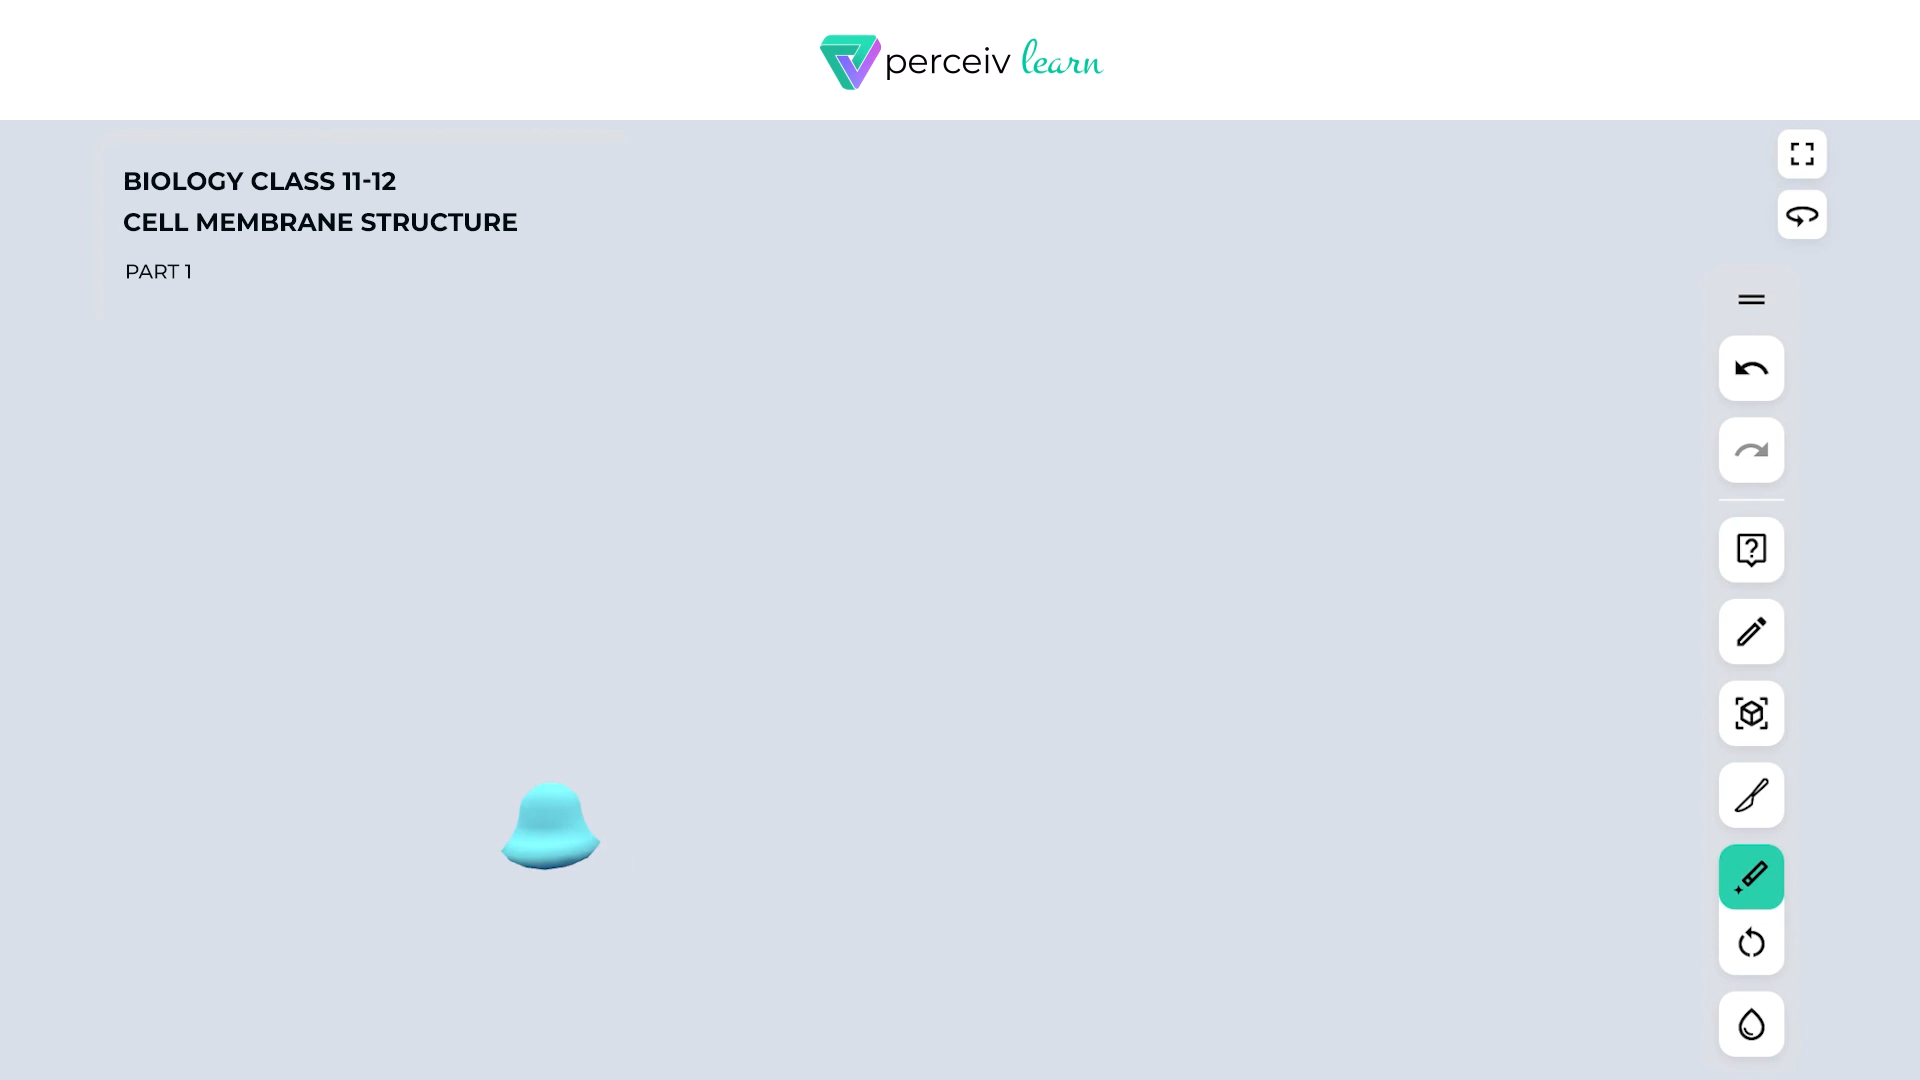 perceiv learn
BIOLOGY CLASS 11-12
CELL MEMBRANE STRUCTURE
PART 1